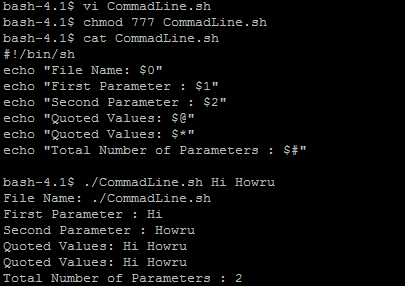 bash-4.1$ vi CommadLine.sh
bash-4.1$ chmod 777 CommadLine.sh
bash-4.1$ cat CommadLine.sh
#!/bin/sh
echo "File Name: $0"
echo "First Parameter : $1"
echo "Second Parameter : $2"
echo "Quoted Values: $@"
echo "Quoted Values: $*"
echo "Total Number of Parameters : $#"
bash-4.1$ ./CommadLine.sh Hi Howru
File Name: ./CommadLine.sh
First Parameter : Hi
Second Parameter : Howru
Quoted Values: Hi Howru
Quoted Values: Hi Howru
Total Number of Parameters : 2